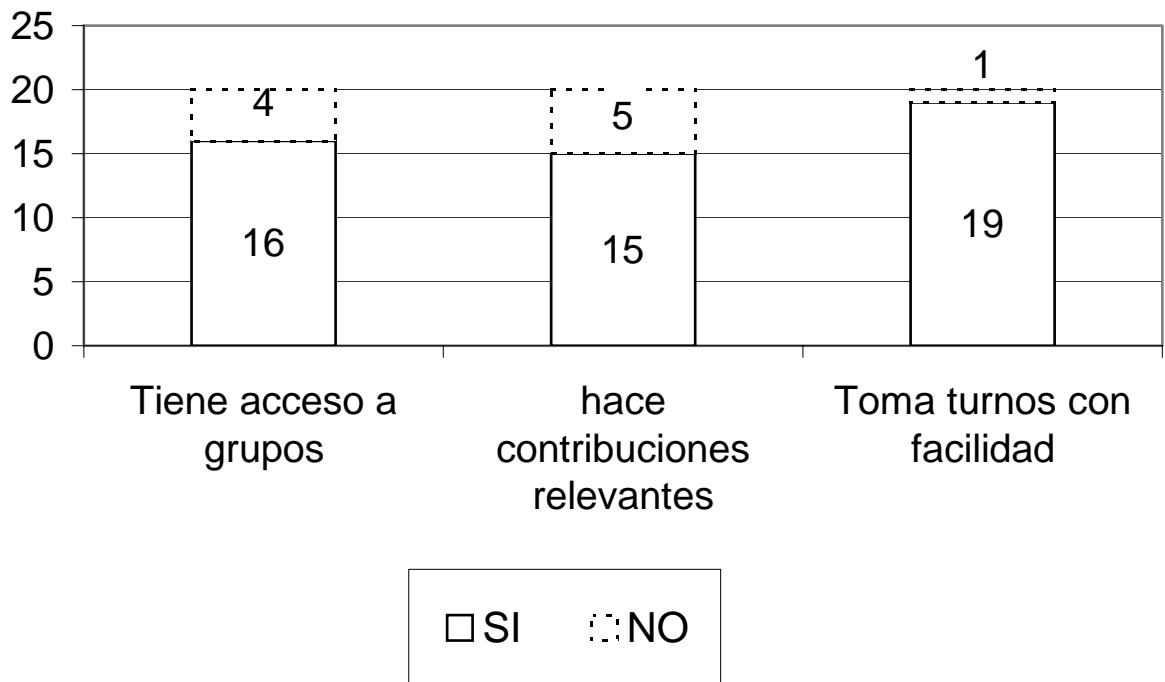 25
20
15
10
5
0
4
16
5
15
1
19
Tiene acceso a
grupos
hace
contribuciones
relevantes
Toma turnos con
facilidad
SI NO